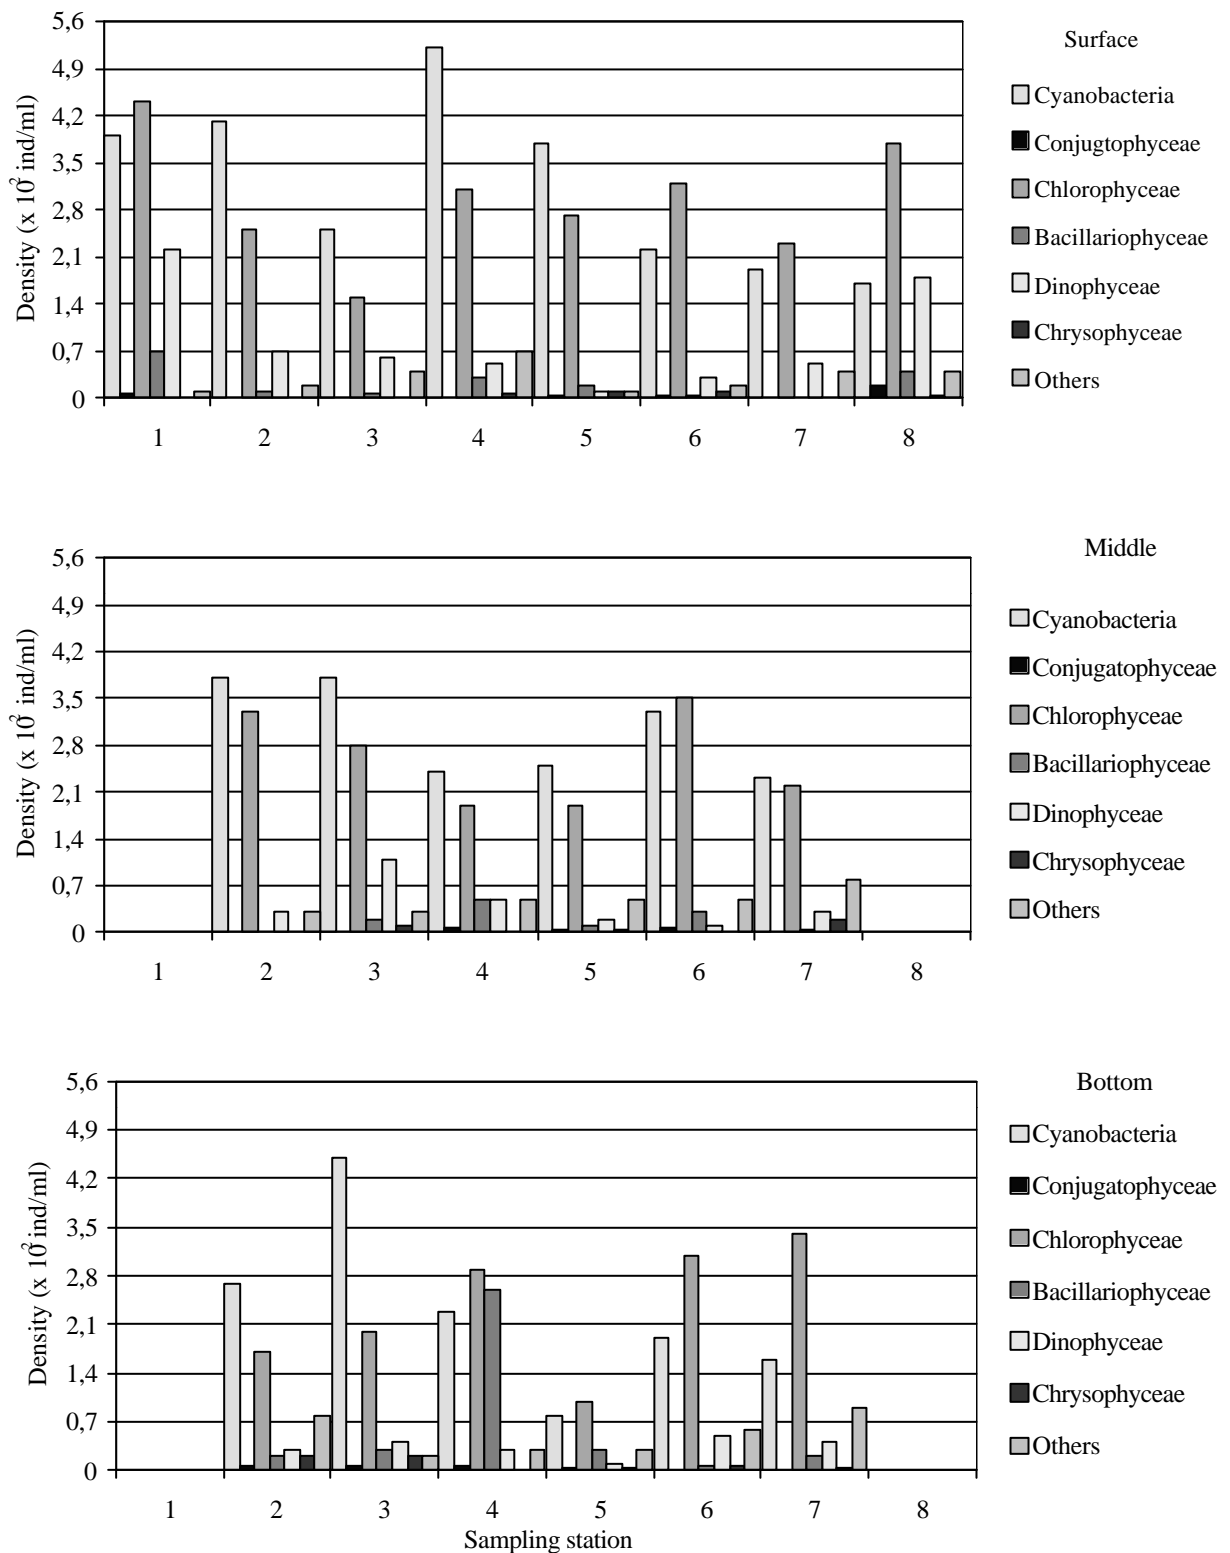 Surface
5,6
4,9
4,2
3,5
2,8
2,1
1,4
0,7
0
Density (x 10² ind/ml)
1 2 3 4 5 6 7 8
Cyanobacteria
Conjugtophyceae
Chlorophyceae
Bacillariophyceae
Dinophyceae
Chrysophyceae
Others
Middle
5,6
4,9
4,2
3,5
2,8
2,1
1,4
0,7
0
Density (x 10² ind/ml)
1 2 3 4 5 6 7 8
Cyanobacteria
Conjugatophyceae
Chlorophyceae
Bacillariophyceae
Dinophyceae
Chrysophyceae
Others
Bottom
5,6
4,9
4,2
3,5
2,8
2,1
1,4
0,7
0
Density (x 10² ind/ml)
1 2 3 4 5 6 7 8
Sampling station
Cyanobacteria
Conjugatophyceae
Chlorophyceae
Bacillariophyceae
Dinophyceae
Chrysophyceae
Others